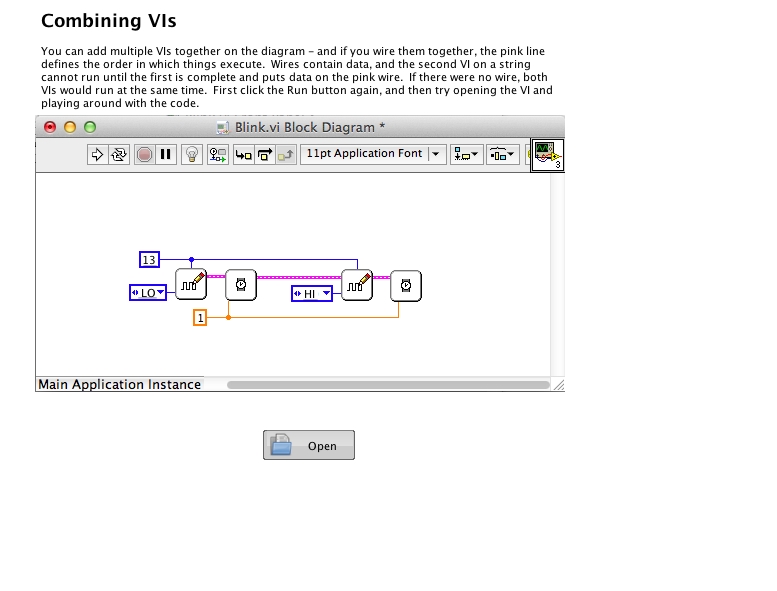 Combining VIs
You can add multiple VIs together on the diagram – and if you wire them together, the pink line
defines the order in which things execute.  Wires contain data, and the second VI on a string
cannot run until the first is complete and puts data on the pink wire.  If there were no wire, both
VIs would run at the same time.  First click the Run button again, and then try opening the VI and
playing around with the code.
Blink.vi Block Diagram *
11pt Application Font
3
13
LO
HI
1
Main Application Instance
Open